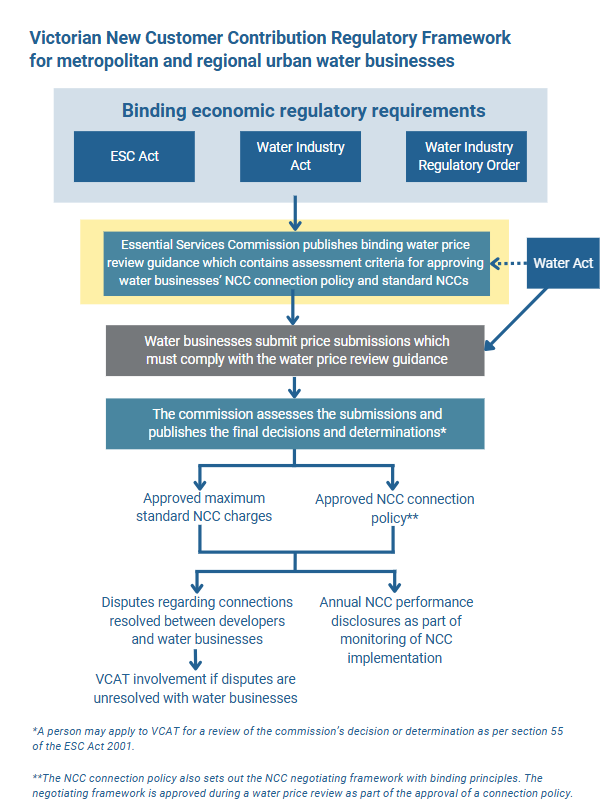 Victorian New Customer Contribution Regulatory Framework
for metropolitan and regional urban water businesses
Binding economic regulatory requirements
ESC Act
Water Industry
Act
Water Industry
Regulatory Order
Essential Services Commission publishes binding water price
review guidance which contains assessment criteria for approving
water businesses' NCC connection policy and standard NCCs
Water Act
Water businesses submit price submissions which
must comply with the water price review guidance
The commission assesses the submissions and
publishes the final decisions and determinations*
Approved maximum
standard NCC charges
Approved NCC connection
policy**
Disputes regarding connections
resolved between developers
and water businesses
Annual NCC performance
disclosures as part of
monitoring of NCC
implementation
VCAT involvement if disputes are
unresolved with water businesses
*A person may apply to VCAT for a review of the commission's decision or determination as per section 55
of the ESC Act 2001.
**The NCC connection policy also sets out the NCC negotiating framework with binding principles. The
negotiating framework is approved during a water price review as part of the approval of a connection policy.